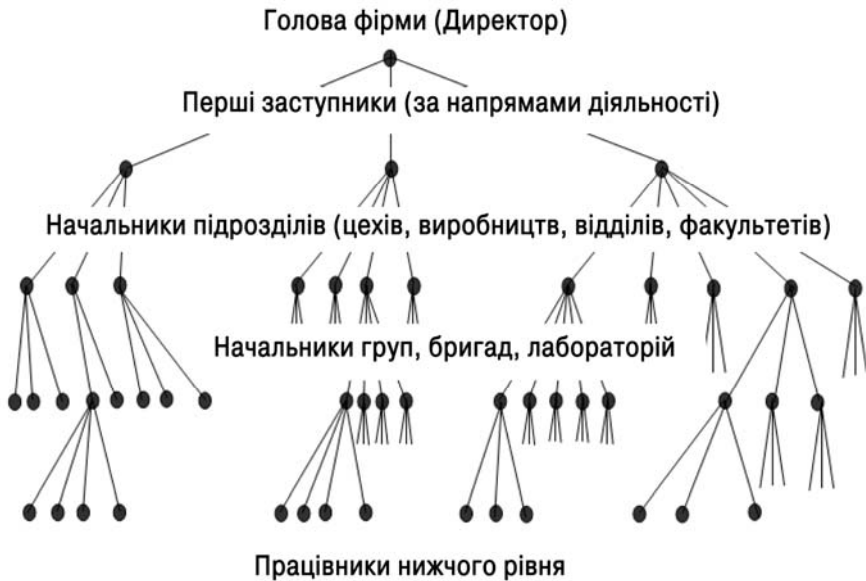 Голова фірми (Директор)
Перші заступники (за напрямами діяльності)
Начальники підрозділів (цехів, виробництв, відділів, факультетів)
Начальники груп, бригад, лабораторій
Працівники нижчого рівня